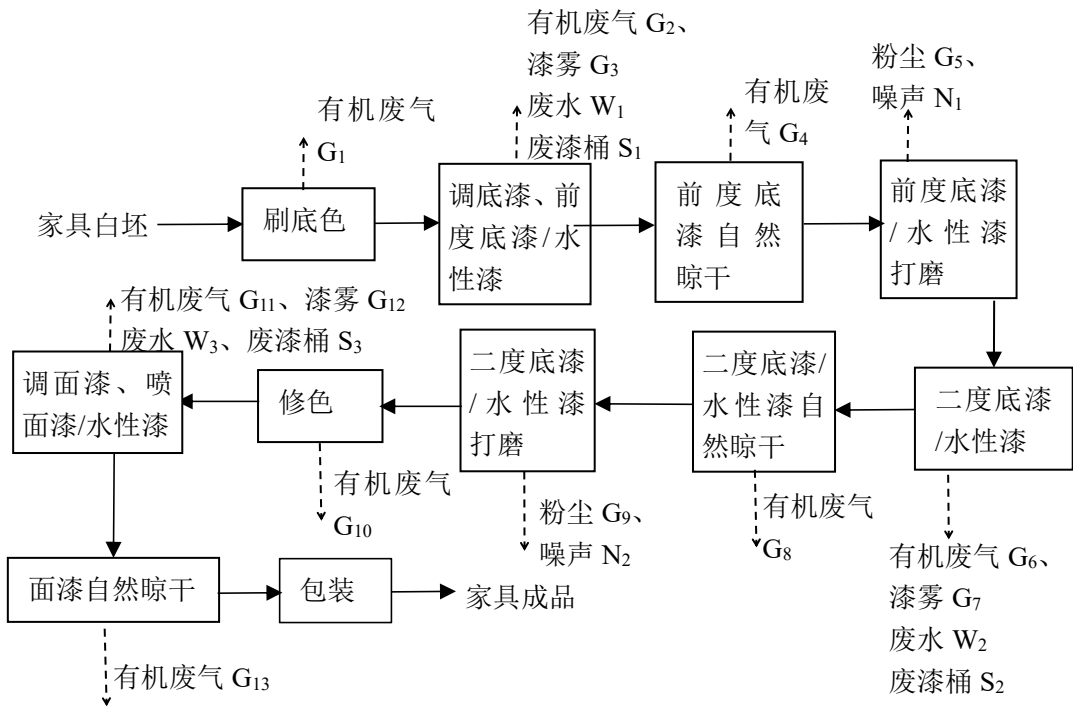 有机废气 G2、
漆雾 G3
废水 W1
废漆桶 S1
有机废气
G1
有机废
气 G4
粉尘 G5、
噪声 N1
家具白坯
刷底色
调底漆、前
度底漆/水
性漆
前度底
漆自然
晾干
前度底漆
/水性漆
打磨
有机废气 G11、漆雾 G12
废水 W3、废漆桶 S3
调面漆、喷
面漆/水性漆
修色
二度底漆
/水性漆
打磨
二度底漆/
水性漆自
然晾干
二度底漆
/水性漆
有机废气
G10
粉尘 G9、
噪声 N2
有机废气
G8
有机废气 G6、
漆雾 G7
废水 W2
废漆桶 S2
面漆自然晾干
包装
家具成品
有机废气 G13